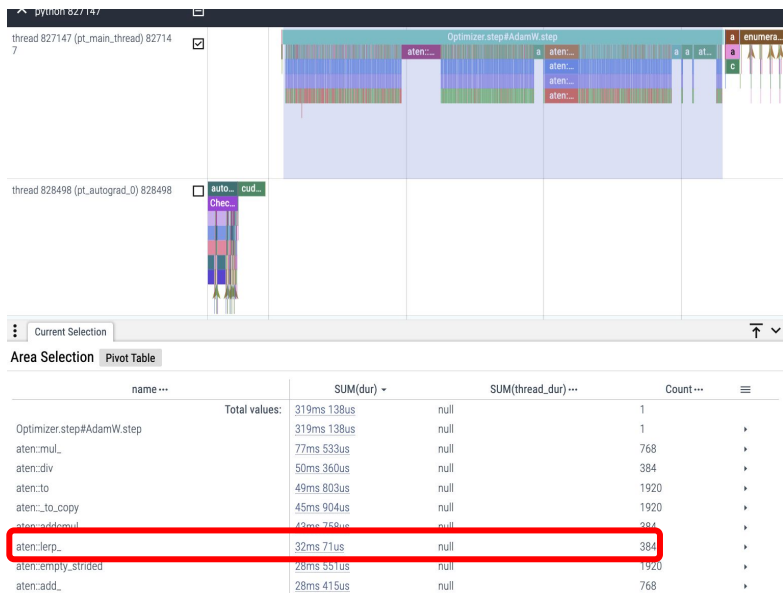 python 827147
thread 827147 (pt_main_thread) 82714
7
Optimizer.step#AdamW.step
aten::...
a
aten:...
a
a
at...
aten:...
aten:...
aten:...
a
enumera...
a
c
thread 828498 (pt_autograd_0) 828498
auto...
cud...
Chec...
Current Selection
Area Selection Pivot Table
name ••• SUM(dur) SUM(thread_dur) ••• Count •••
Total values: 319ms 138us null 1
Optimizer.step#AdamW.step 319ms 138us null 1
aten::mul_ 77ms 533us null 768
aten::div 50ms 360us null 384
aten::to 49ms 803us null 1920
aten::_to_copy 45ms 904us null 1920
43ms 758us null 384
aten::lerp_ 32ms 71us null 384
aten::empty_strided 28ms 551us null 1920
aten::add_ 28ms 415us null 768